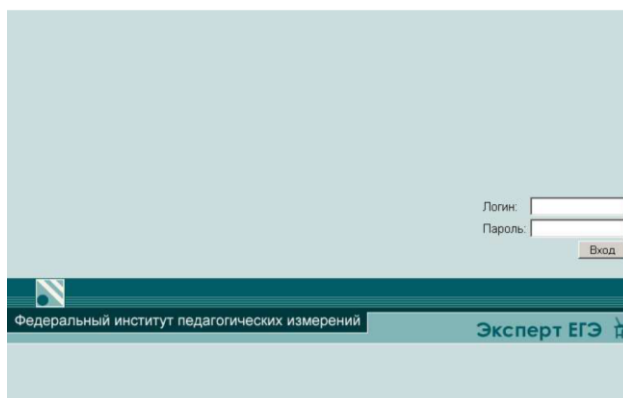 Логин:
Пароль:
Вход
Федеральный институт педагогических измерений
Эксперт ЕГЭ